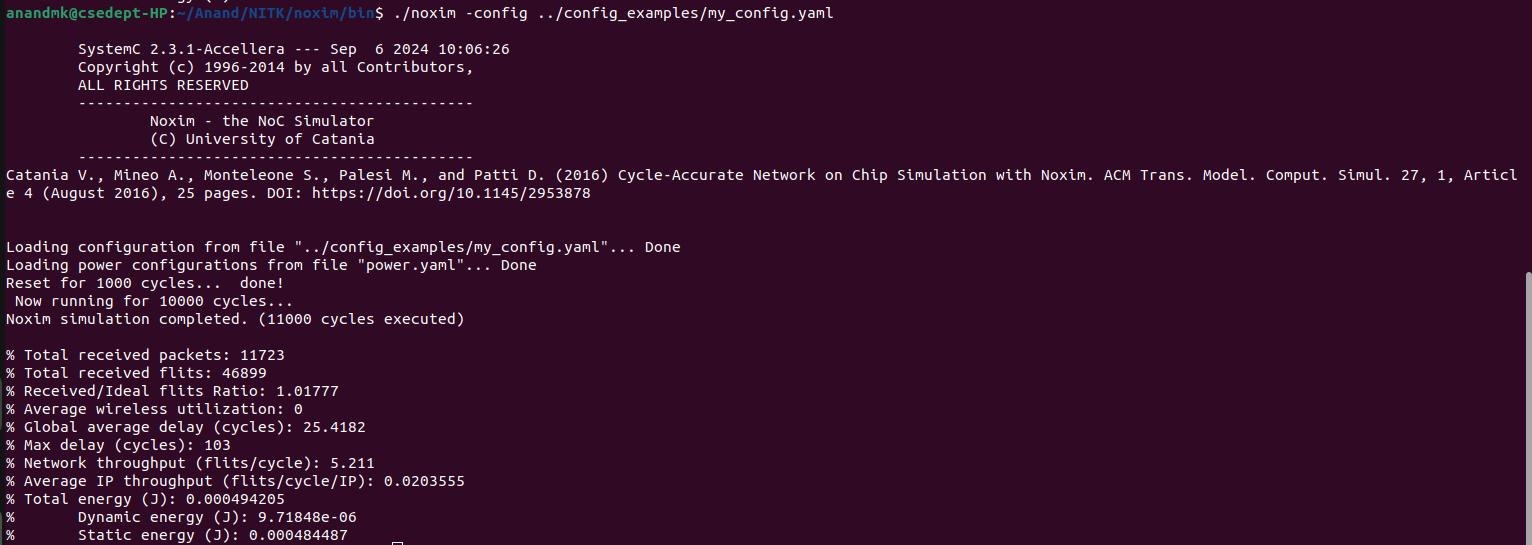 anandmk@csedept-HP:~/Anand/NITK/noxim/bin$ ./noxim -config ../config_examples/my_config.yaml
SystemC 2.3.1-Accellera --- Sep  6 2024 10:06:26
Copyright (c) 1996-2014 by all Contributors,
ALL RIGHTS RESERVED
--------------------------------------------
Noxim - the NoC Simulator
(C) University of Catania
--------------------------------------------
Catania V., Mineo A., Monteleone S., Palesi M., and Patti D. (2016) Cycle-Accurate Network on Chip Simulation with Noxim. ACM Trans. Model. Comput. Simul. 27, 1, Articl
e 4 (August 2016), 25 pages. DOI: https://doi.org/10.1145/2953878
Loading configuration from file "../config_examples/my_config.yaml"... Done
Loading power configurations from file "power.yaml"... Done
Reset for 1000 cycles...  done!
Now running for 10000 cycles...
Noxim simulation completed. (11000 cycles executed)
% Total received packets: 11723
% Total received flits: 46899
% Received/Ideal flits Ratio: 1.01777
% Average wireless utilization: 0
% Global average delay (cycles): 25.4182
% Max delay (cycles): 103
% Network throughput (flits/cycle): 5.211
% Average IP throughput (flits/cycle/IP): 0.0203555
% Total energy (J): 0.000494205
%       Dynamic energy (J): 9.71848e-06
%       Static energy (J): 0.000484487